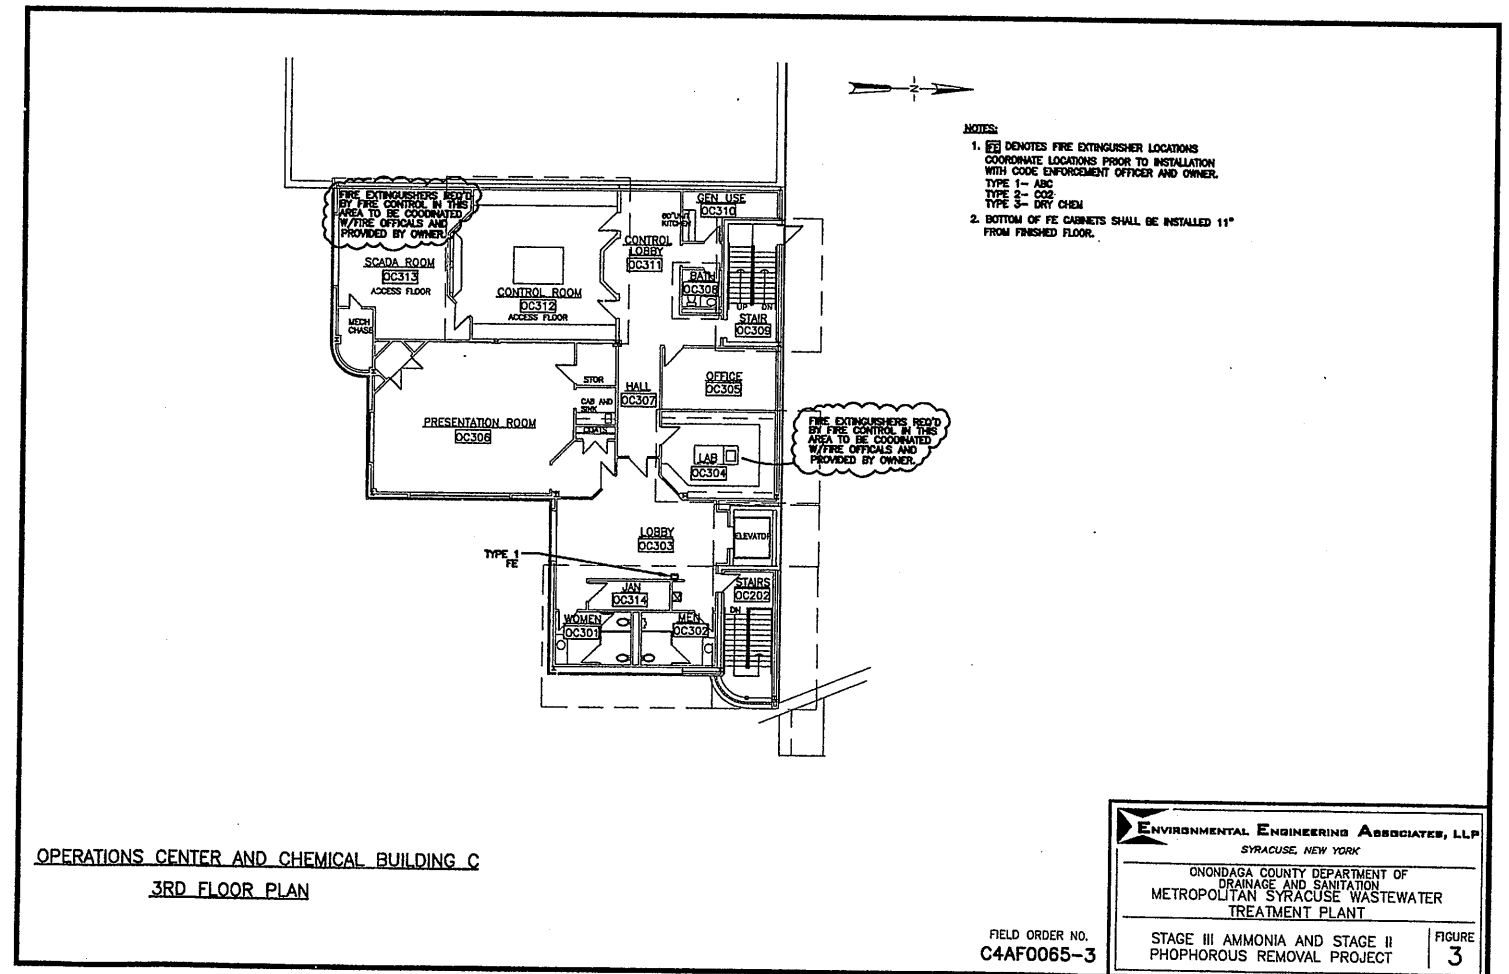 N
NOTES:
1. FE DENOTES FIRE EXTINGUISHER LOCATIONS
COORDINATE LOCATIONS PRIOR TO INSTALLATION
WITH CODE ENFORCEMENT OFFICER AND OWNER.
TYPE 1- ABC
TYPE 2- CO2
TYPE 3- DRY CHEM
2. BOTTOM OF FE CABINETS SHALL BE INSTALLED 11"
FROM FINISHED FLOOR.
FIRE EXTINGUISHERS REQ'D
BY FIRE CONTROL IN THIS
AREA TO BE COODINATED
W/FIRE OFFICALS AND
PROVIDED BY OWNER.
GEN USE
OC310
KITCHEN
CONTROL
LOBBY
OC311
SCADA ROOM
OC313
ACCESS FLOOR
CONTROL ROOM
OC312
ACCESS FLOOR
BATH
OC308
UP DN
STAIR
OC309
MECH
CHASE
STOR
HALL
OC307
OFFICE
OC305
CAB AND
SINK
COATS
PRESENTATION ROOM
OC306
FIRE EXTINGUISHERS REQ'D
BY FIRE CONTROL IN THIS
AREA TO BE COODINATED
W/FIRE OFFICALS AND
PROVIDED BY OWNER.
LAB
OC304
LOBBY
OC303
ELEVATOR
TYPE 1
FE
JAN
OC314
STAIRS
OC202
DN
WOMEN
OC301
MEN
OC302
OPERATIONS CENTER AND CHEMICAL BUILDING C
3RD FLOOR PLAN
FIELD ORDER NO.
C4AF0065-3
ENVIRONMENTAL ENGINEERING ASSOCIATES, LLP
SYRACUSE, NEW YORK
ONONDAGA COUNTY DEPARTMENT OF
DRAINAGE AND SANITATION
METROPOLITAN SYRACUSE WASTEWATER
TREATMENT PLANT
STAGE III AMMONIA AND STAGE II
PHOPHOROUS REMOVAL PROJECT
FIGURE
3